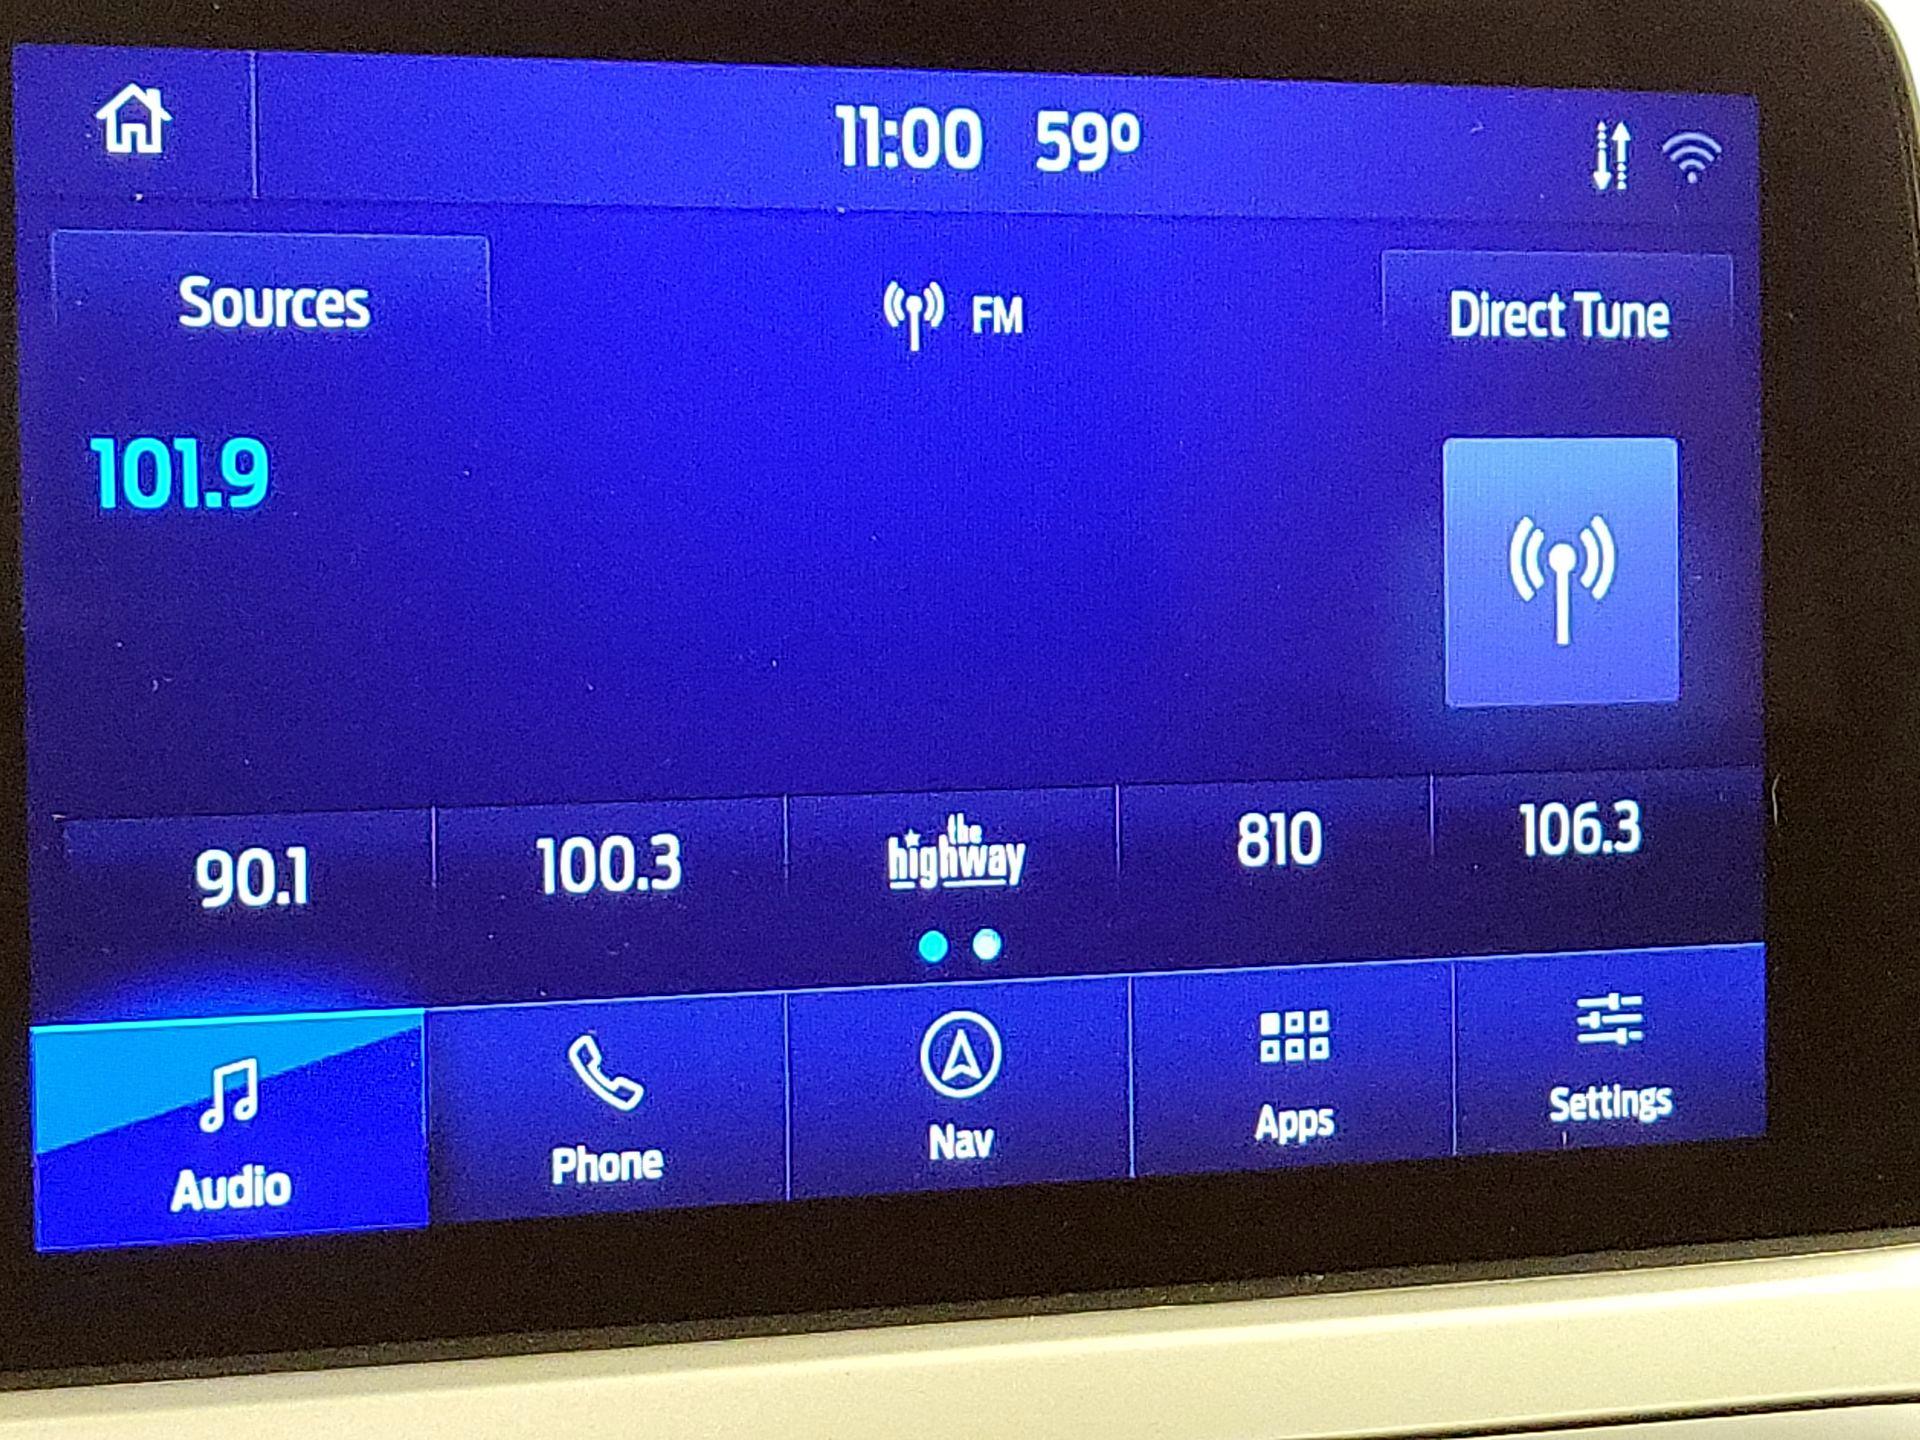 11:00 59º
Sources
FM
Direct Tune
101.9
90.1
100.3
the
highway
810
106.3
Audio
Phone
Nav
Apps
Settings